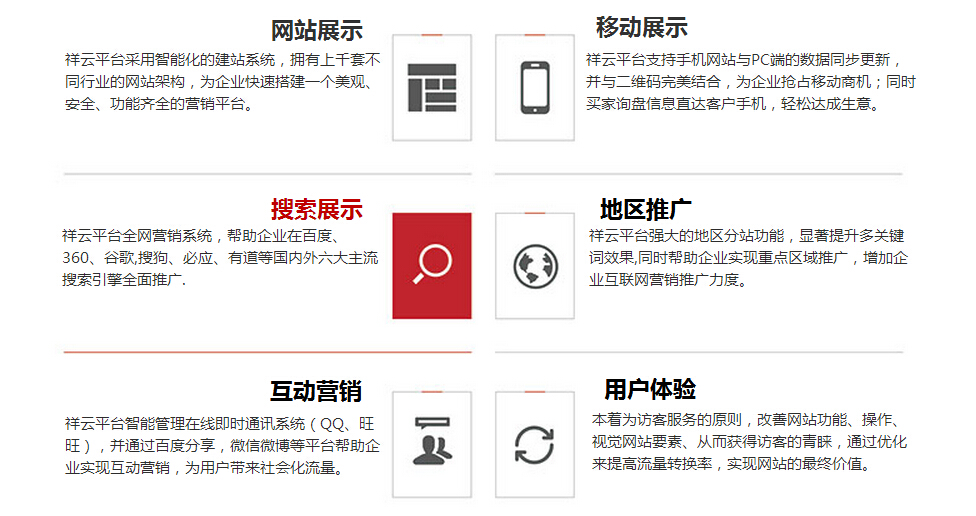 网站展示
祥云平台采用智能化的建站系统，拥有上千套不
同行业的网站架构，为企业快速搭建一个美观、
安全、功能齐全的营销平台。
移动展示
祥云平台支持手机网站与PC端的数据同步更新，
并与二维码完美结合，为企业抢占移动商机；同时
买家询盘信息直达客户手机，轻松达成生意。
搜索展示
祥云平台全网营销系统，帮助企业在百度、
360、谷歌,搜狗、必应、有道等国内外六大主流
搜索引擎全面推广.
地区推广
祥云平台强大的地区分站功能，显著提升多关键
词效果,同时帮助企业实现重点区域推广，增加企
业互联网营销推广力度。
互动营销
祥云平台智能管理在线即时通讯系统（QQ、旺
旺），并通过百度分享，微信微博等平台帮助企
业实现互动营销，为用户带来社会化流量。
用户体验
本着为访客服务的原则，改善网站功能、操作、
视觉网站要素、从而获得访客的青睐，通过优化
来提高流量转换率，实现网站的最终价值。